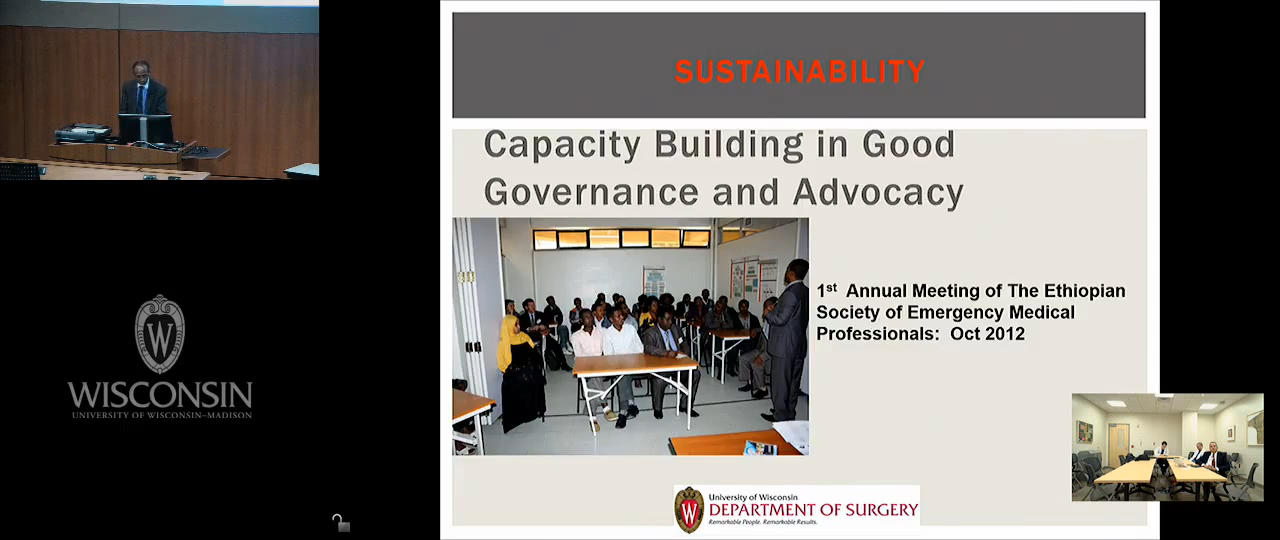 SUSTAINABILITY
Capacity Building in Good
Governance and Advocacy
1st Annual Meeting of The Ethiopian
Society of Emergency Medical
Professionals: Oct 2012
W
WISCONSIN
UNIVERSITY OF WISCONSIN–MADISON
W
University of Wisconsin
DEPARTMENT OF SURGERY
Remarkable People. Remarkable Results.